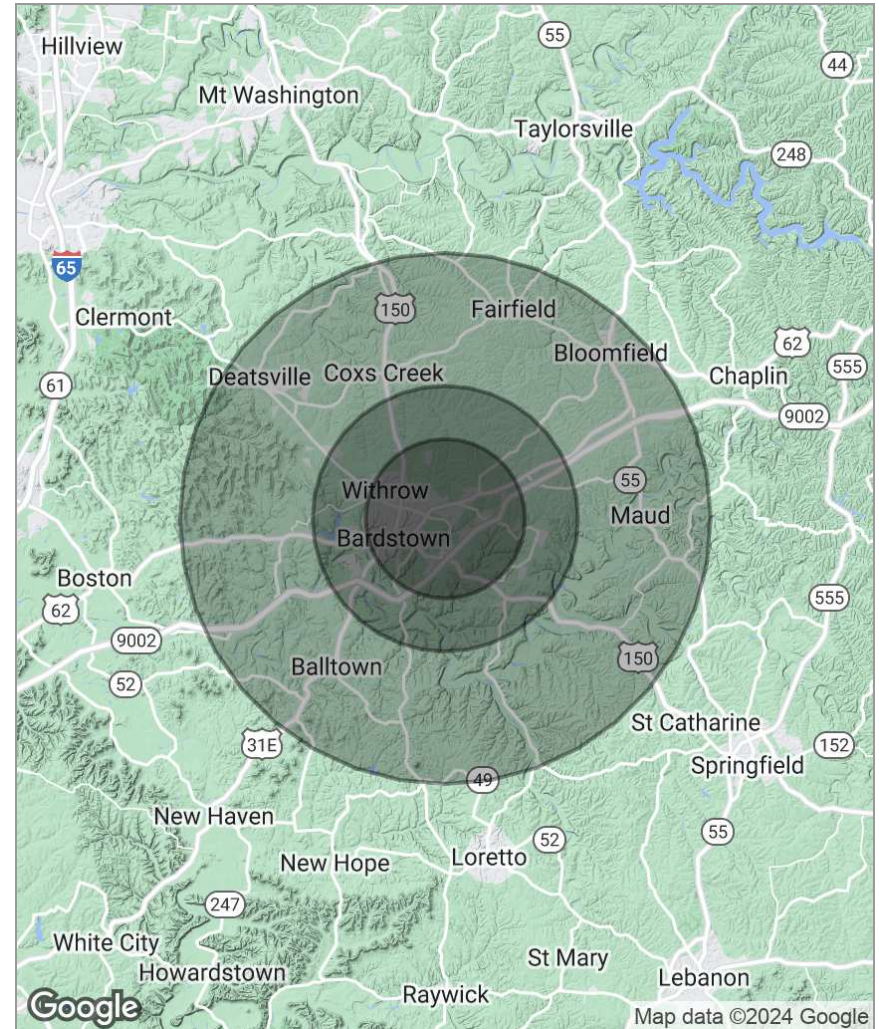 Hillview
55
44
Mt Washington
Taylorsville
248
65
150
Fairfield
Clermont
62
Bloomfield
555
Deatsville
Coxs Creek
Chaplin
61
9002
55
Withrow
Maud
Bardstown
Boston
62
555
9002
150
Balltown
52
St Catharine
31E
152
Springfield
49
New Haven
55
52
Loretto
New Hope
247
White City
St Mary
Howardstown
Lebanon
Raywick
Google
Map data ©2024 Google